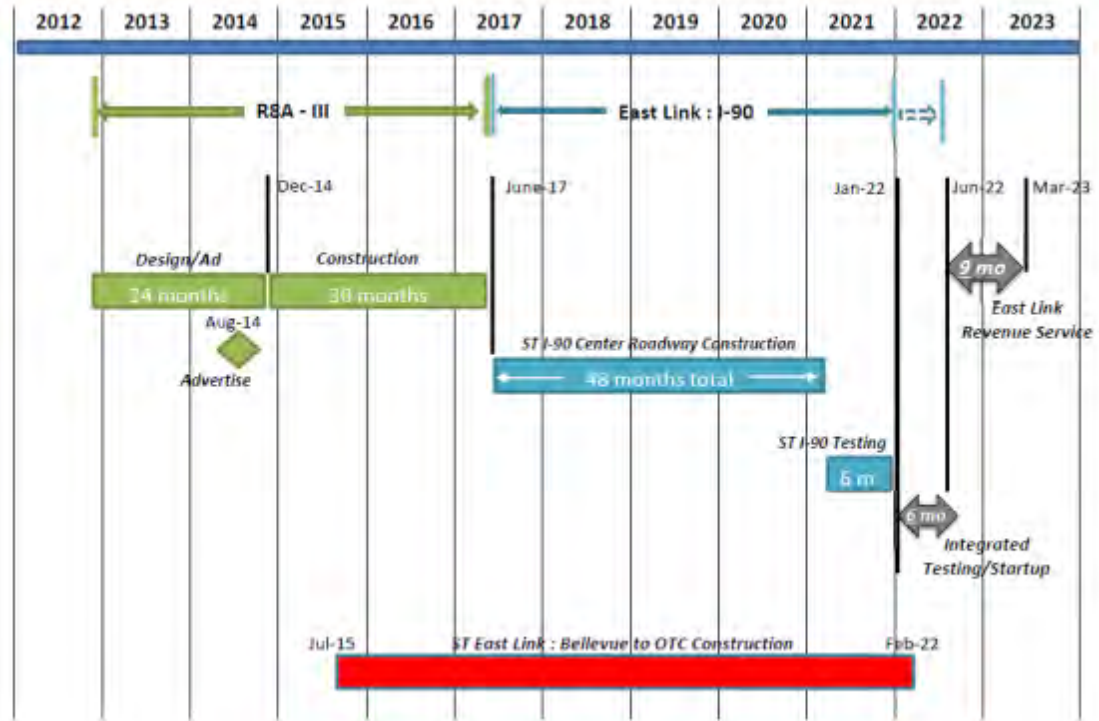 2012 2013 2014 2015 2016 2017 2018 2019 2020 2021 2022 2023
R8A - III East Link : I-90
Dec-14 June-17 Jan-22 Jun-22 Mar-23
Design/Ad Construction
24 months 30 months
9 mo
East Link
Revenue Service
Aug-14
Advertise
ST I-90 Center Roadway Construction
48 months total
ST I-90 Testing
6 m
6 mo
Integrated
Testing/Startup
Jul-15 ST East Link : Bellevue to OTC Construction Feb-22